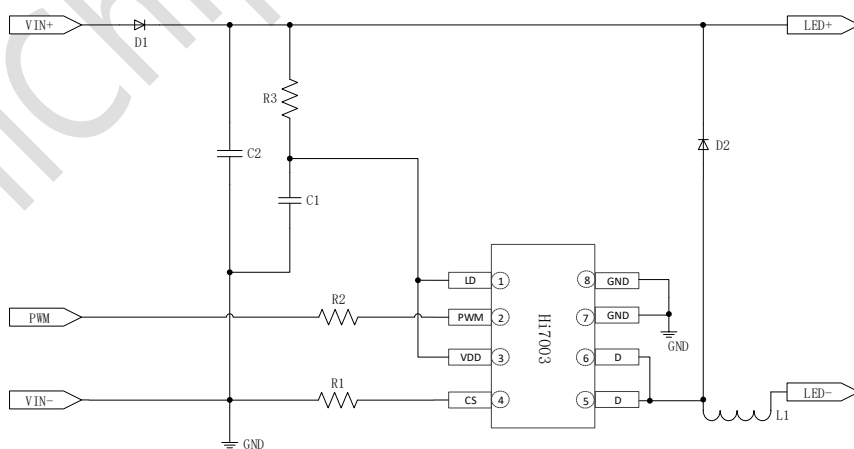 VIN+
D1
LED+
R3
C2
C1
D2
LD
1
8
GND
PWM
R2
PWM
2
7
GND
Hi7003
GND
VDD
3
6
D
VIN-
R1
CS
4
5
D
L1
LED-
GND